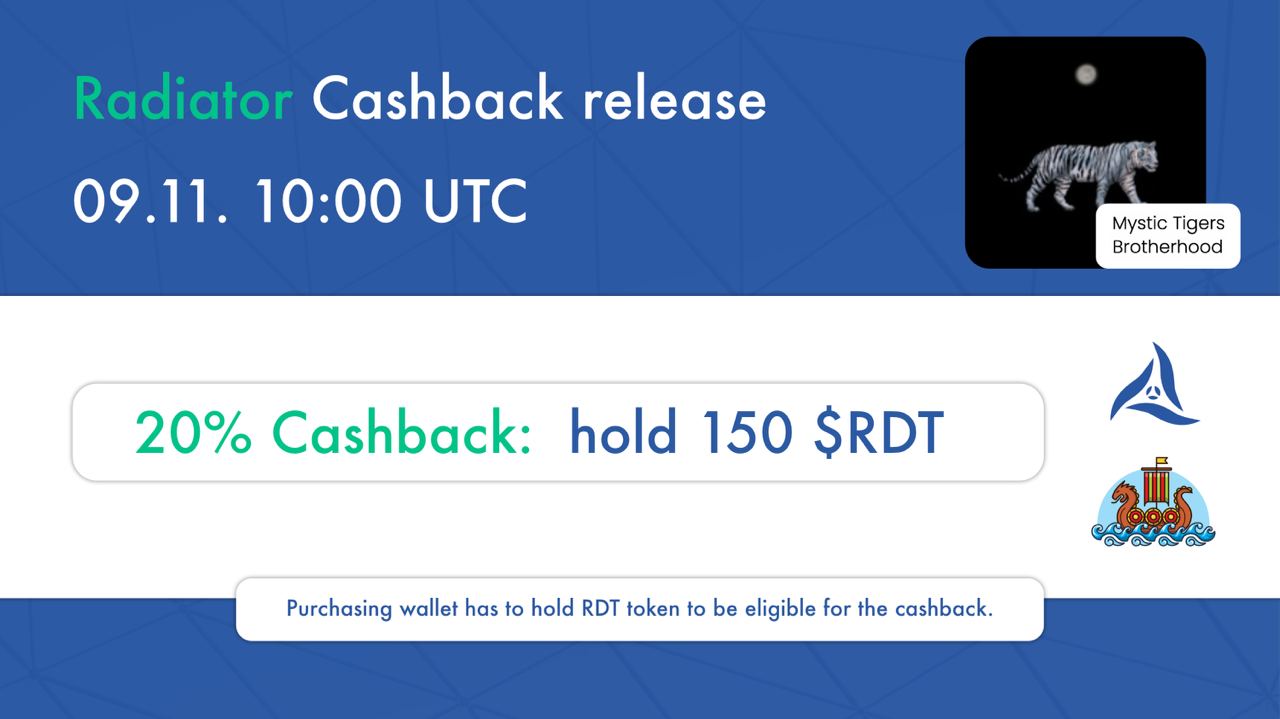 Radiator Cashback release
09.11. 10:00 UTC
Mystic Tigers
Brotherhood
20% Cashback: hold 150 $RDT
Purchasing wallet has to hold RDT token to be eligible for the cashback.